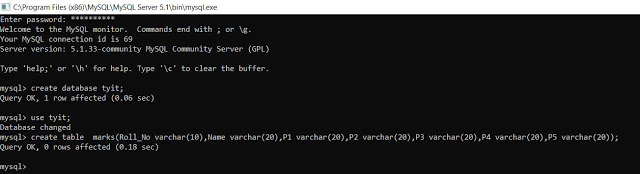 C:\Program Files (x86)\MySQL\MySQL Server 5.1\bin\mysql.exe
Enter password: **********
Welcome to the MySQL monitor.  Commands end with ; or \g.
Your MySQL connection id is 69
Server version: 5.1.33-community MySQL Community Server (GPL)
Type 'help;' or '\h' for help. Type '\c' to clear the buffer.
mysql> create database tyit;
Query OK, 1 row affected (0.06 sec)
mysql> use tyit;
Database changed
mysql> create table  marks(Roll_No varchar(10),Name varchar(20),P1 varchar(20),P2 varchar(20),P3 varchar(20),P4 varchar(20),P5 varchar(20));
Query OK, 0 rows affected (0.18 sec)
mysql>